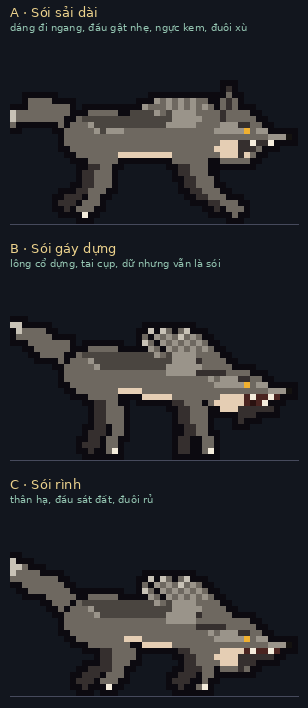 A · Sói sải dài
dáng đi ngang, đầu gật nhẹ, ngực kem, đuôi xù
B · Sói gáy dựng
lông cổ dựng, tai cụp, dữ nhưng vẫn là sói
C · Sói rình
thân hạ, đầu sát đất, đuôi rủ